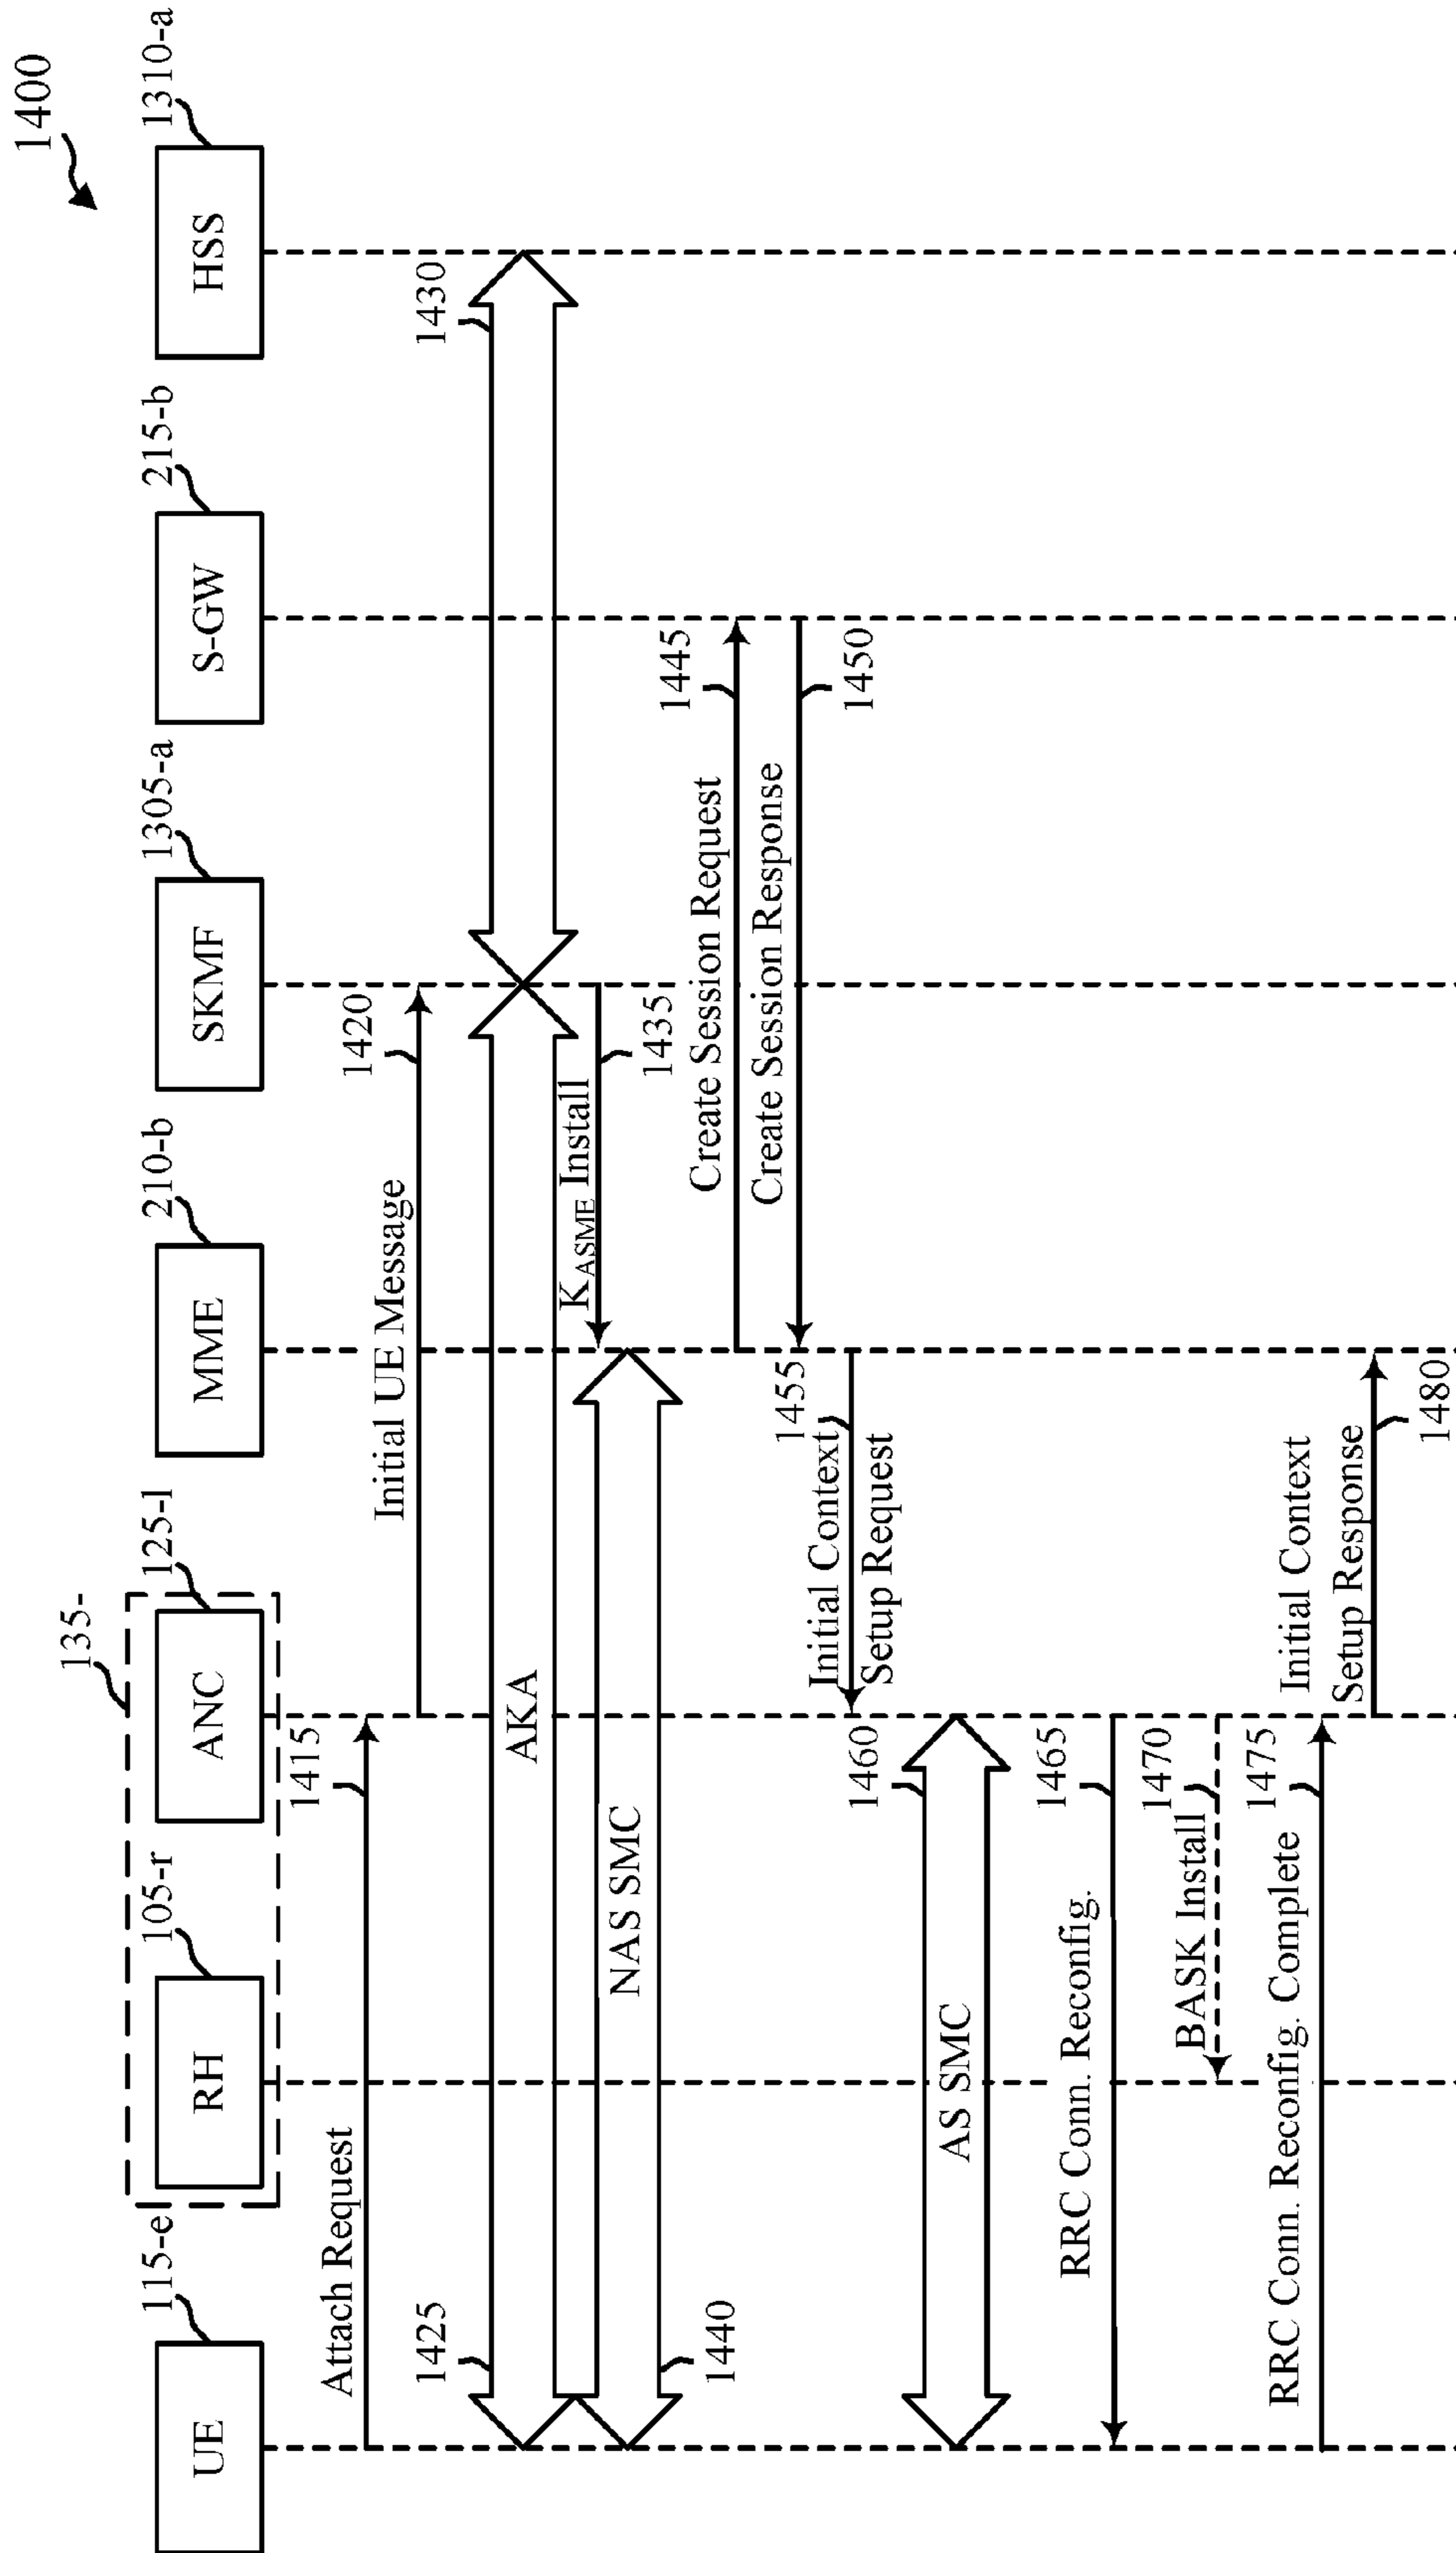 1400
UE
115-e
RH
105-r
135-
ANC
125-l
MME
210-b
SKMF
1305-a
S-GW
215-b
HSS
1310-a
Attach Request
1415
Initial UE Message
1420
1425
AKA
1430
K_ASME Install
1435
NAS SMC
1440
Create Session Request
1445
Create Session Response
1450
1455
Initial Context
Setup Request
AS SMC
1460
RRC Conn. Reconfig.
1465
BASK Install
1470
RRC Conn. Reconfig. Complete
1475
Initial Context
Setup Response
1480